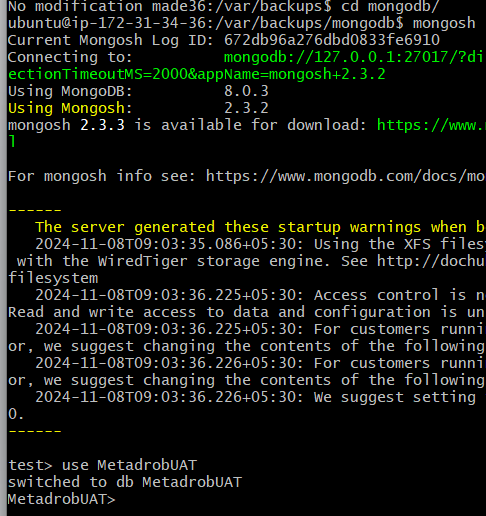 No modification made36:/var/backups$ cd mongodb/
ubuntu@ip-172-31-34-36:/var/backups/mongodb$ mongosh
Current Mongosh Log ID: 672db96a276dbd0833fe6910
Connecting to:          mongodb://127.0.0.1:27017/?di
ectionTimeoutMS=2000&appName=mongosh+2.3.2
Using MongoDB:          8.0.3
Using Mongosh:          2.3.2
mongosh 2.3.3 is available for download: https://www.
l
For mongosh info see: https://www.mongodb.com/docs/mo
------
   The server generated these startup warnings when b
   2024-11-08T09:03:35.086+05:30: Using the XFS files
 with the WiredTiger storage engine. See http://dochu
filesystem
   2024-11-08T09:03:36.225+05:30: Access control is n
Read and write access to data and configuration is un
   2024-11-08T09:03:36.225+05:30: For customers runni
or, we suggest changing the contents of the following
   2024-11-08T09:03:36.226+05:30: For customers runni
or, we suggest changing the contents of the following
   2024-11-08T09:03:36.226+05:30: We suggest setting
0.
------
test> use MetadrobUAT
switched to db MetadrobUAT
MetadrobUAT>